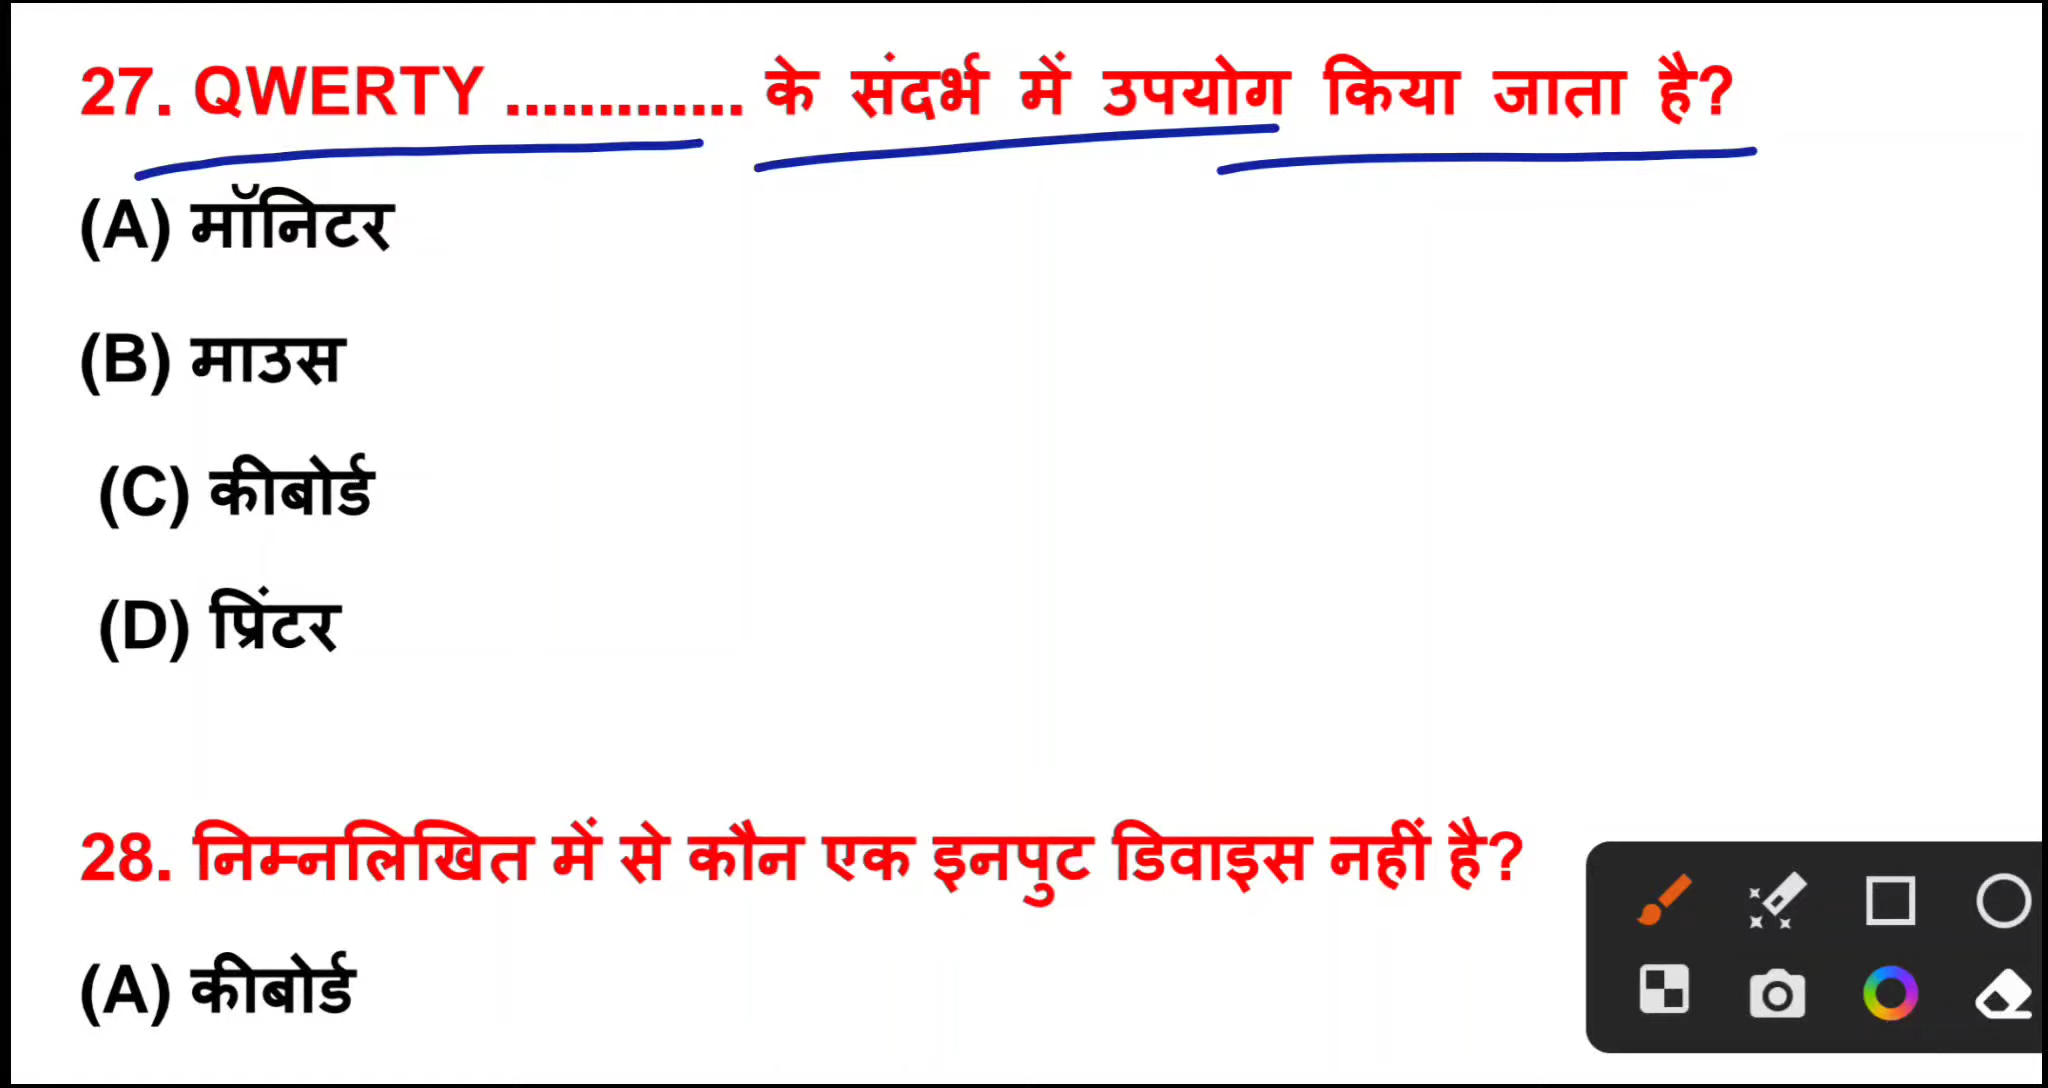 27. QWERTY ............. के संदर्भ में उपयोग किया जाता है?
(A) मॉनिटर
(B) माउस
(C) कीबोर्ड
(D) प्रिंटर
28. निम्नलिखित में से कौन एक इनपुट डिवाइस नहीं है?
(A) कीबोर्ड